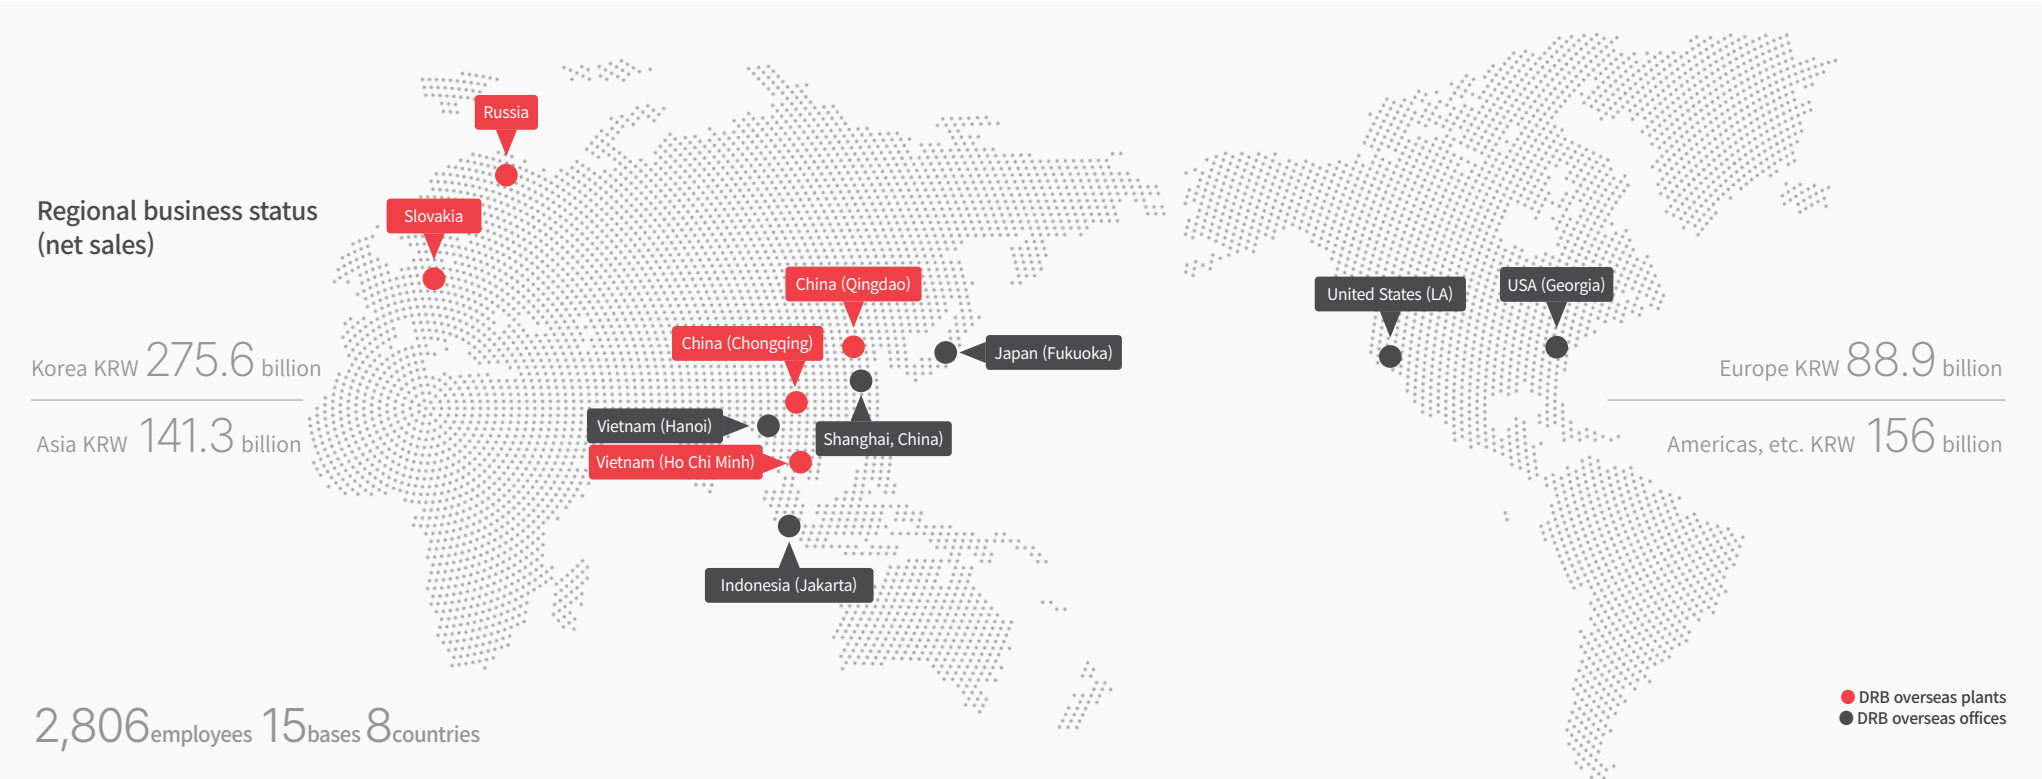 Regional business status
(net sales)
Korea KRW 275.6 billion
Asia KRW 141.3 billion
Russia
Slovakia
China (Qingdao)
China (Chongqing)
Japan (Fukuoka)
Vietnam (Hanoi)
Shanghai, China)
Vietnam (Ho Chi Minh)
Indonesia (Jakarta)
United States (LA)
USA (Georgia)
Europe KRW 88.9 billion
Americas, etc. KRW 156 billion
2,806employees 15bases 8countries
DRB overseas plants
DRB overseas offices